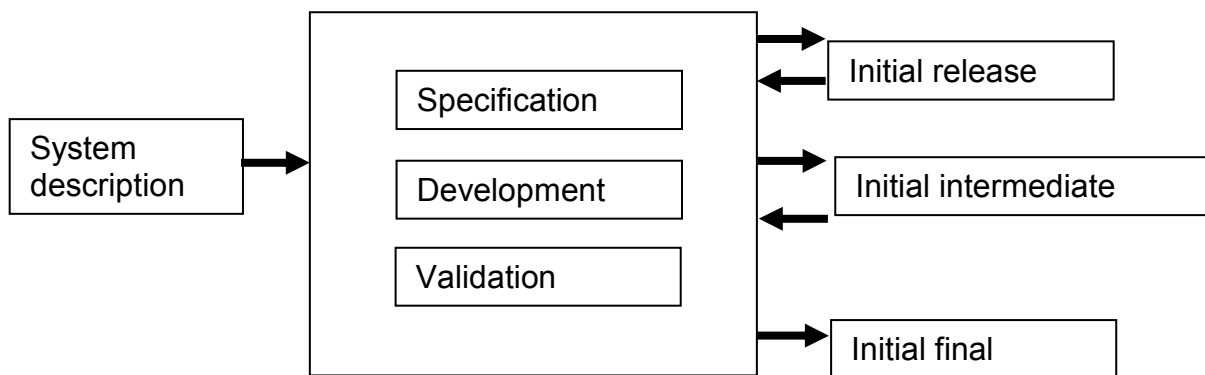 System
description
Specification
Development
Validation
Initial release
Initial intermediate
Initial final